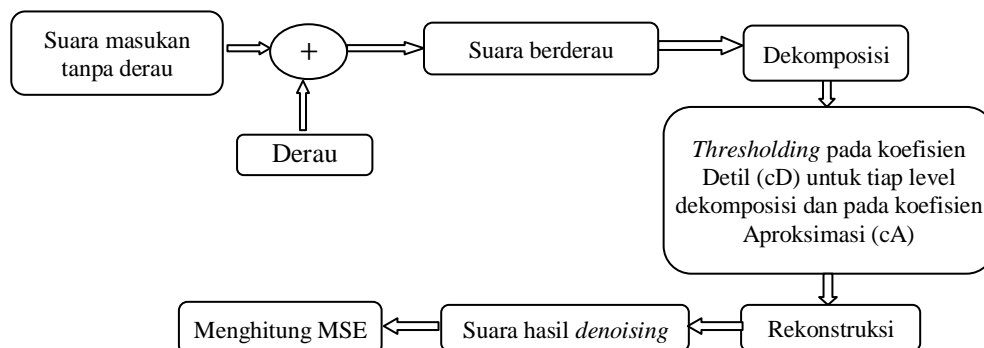 Suara masukan
tanpa derau
+
Suara berderau
Dekomposisi
Derau
Thresholding pada koefisien
Detil (cD) untuk tiap level
dekomposisi dan pada koefisien
Aproksimasi (cA)
Rekonstruksi
Suara hasil denoising
Menghitung MSE